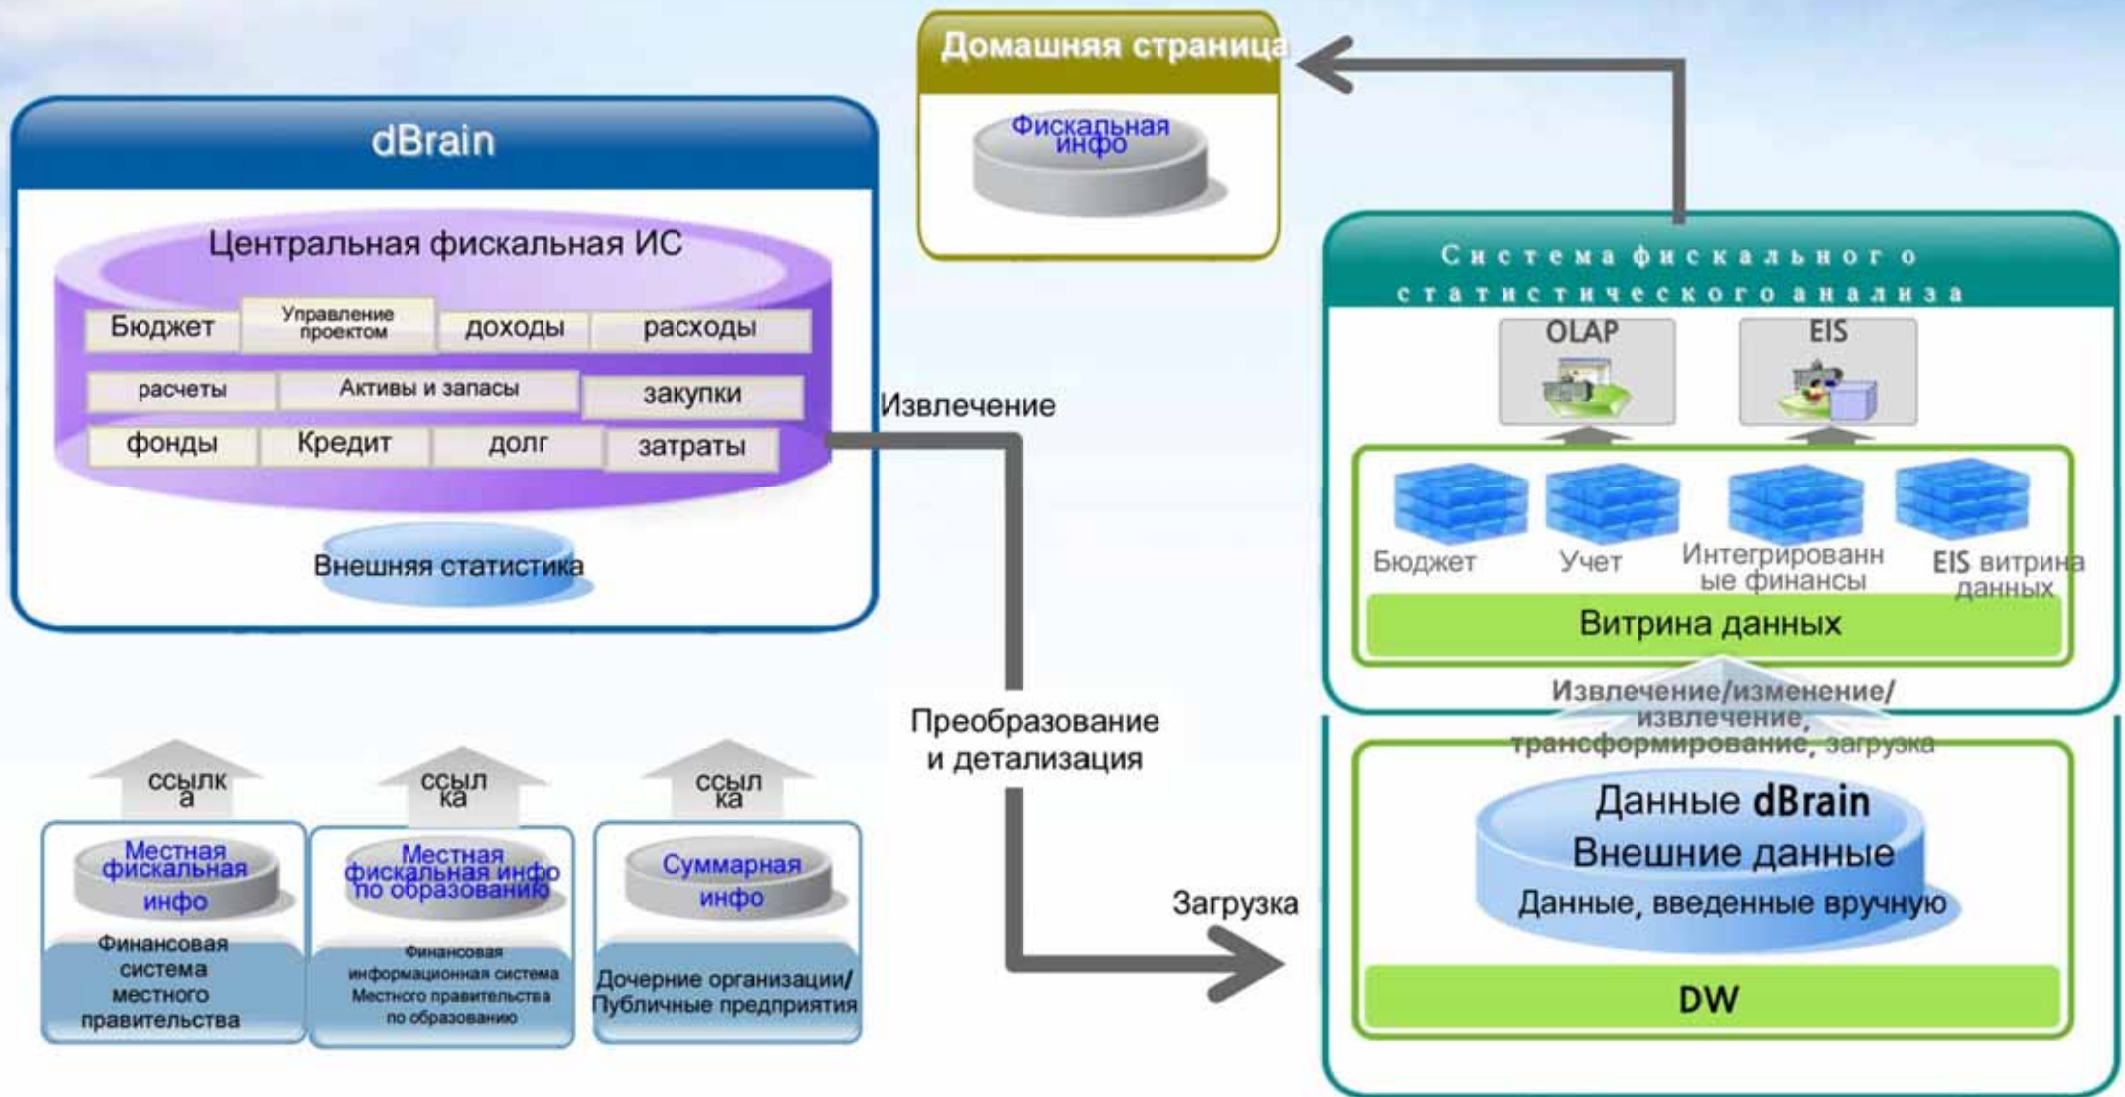 Домашняя страница
Фискальная
инфо
dBrain
Центральная фискальная ИС
Бюджет
Управление
проектом
доходы
расходы
расчеты
Активы и запасы
закупки
фонды
Кредит
долг
затраты
Внешняя статистика
Извлечение
Преобразование
и детализация
Загрузка
ссылк
а
ссыл
ка
ссыл
ка
Местная
фискальная
инфо
Финансовая
система
местного
правительства
Местная
фискальная инфо
по образованию
Финансовая
информационная система
Местного правительства
по образованию
Суммарная
инфо
Дочерние организации/
Публичные предприятия
Система фискального
статистического анализа
OLAP
EIS
Бюджет
Учет
Интегрированн
ые финансы
EIS витрина
данных
Витрина данных
Извлечение/изменение/
извлечение,
трансформирование, загрузка
Данные dBrain
Внешние данные
Данные, введенные вручную
DW